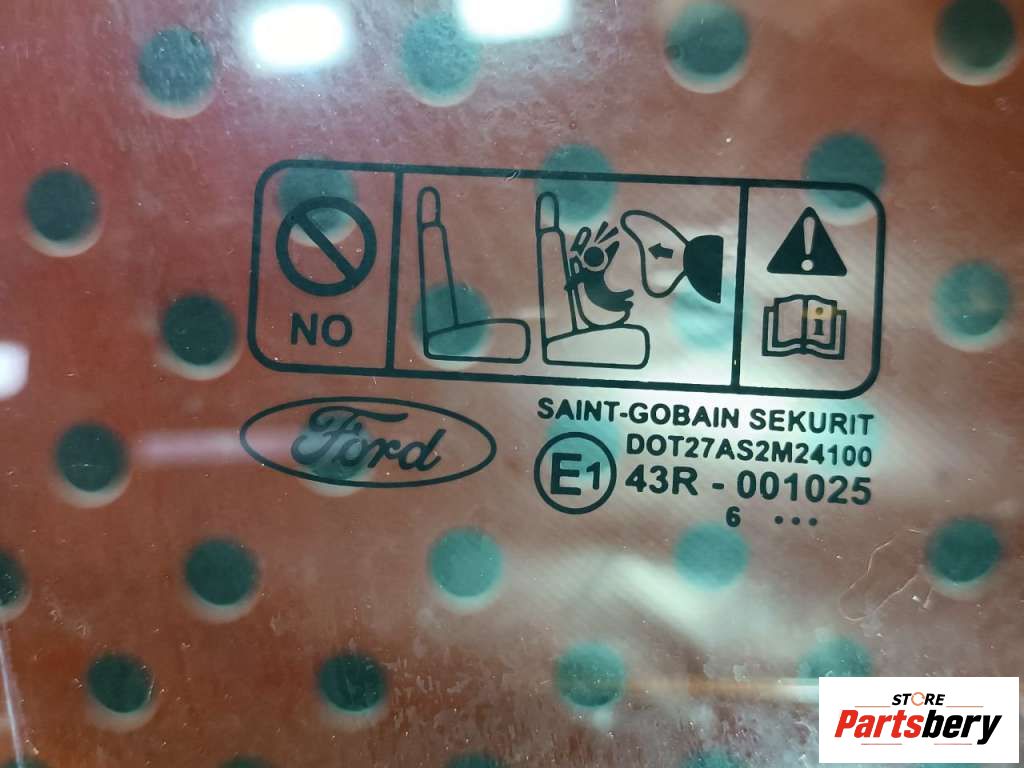 NO
Ford
SAINT-GOBAIN SEKURIT
DOT27AS2M24100
E1
43R - 001025
6 ...
STORE
Partsbery